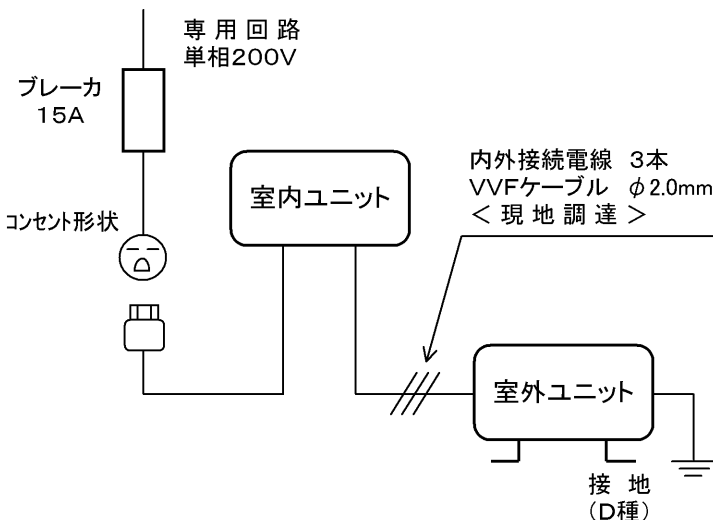 専用回路
単相200V
ブレーカ
15A
コンセント形状
室内ユニット
内外接続電線 3本
VVFケーブル φ2.0mm
＜現地調達＞
室外ユニット
接地
（D種）